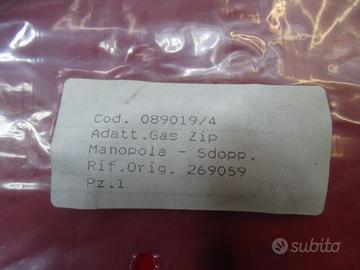 Cod. 089019/4
Adatt.Gas Zip
Manopola - Sdopp.
Rif.Orig. 269059
Pz.1
subito